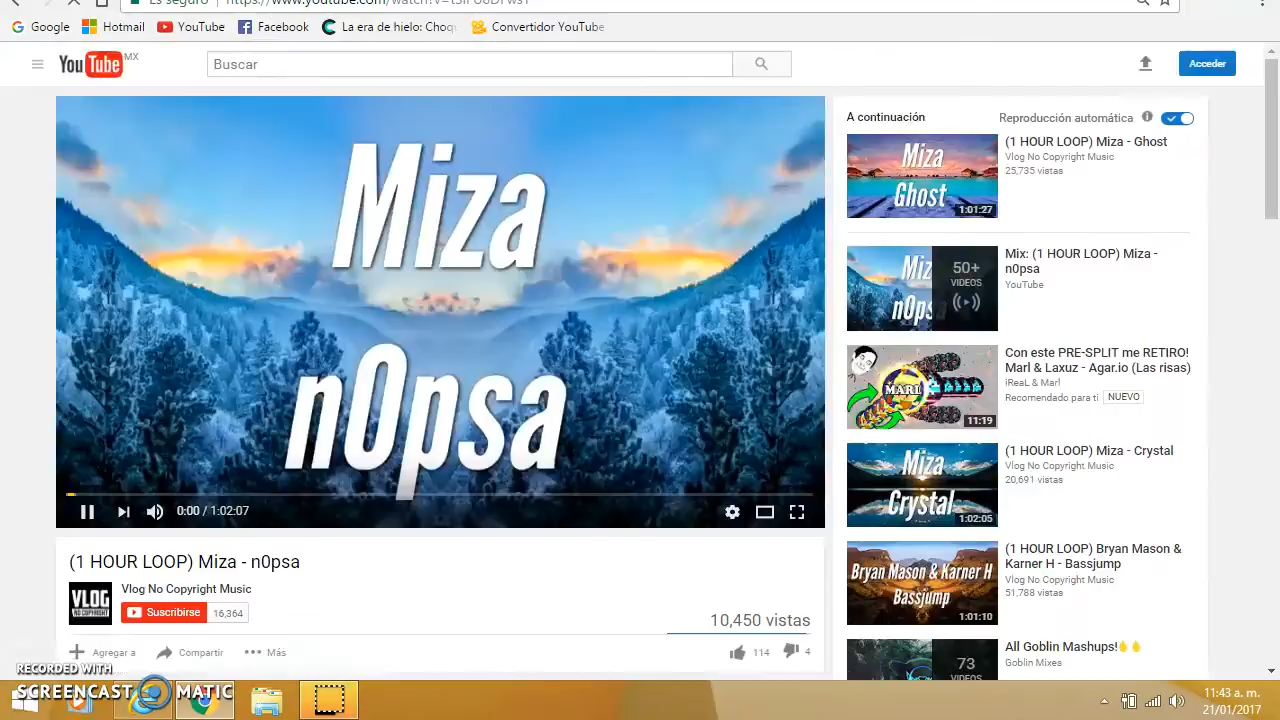 Es seguro
Google
Hotmail
YouTube
Facebook
La era de hielo: Choq
Convertidor YouTube
YouTube MX
Buscar
Acceder
Miza
n0psa
0:00 / 1:02:07
(1 HOUR LOOP) Miza - n0psa
VLOG
NO COPYRIGHT
Vlog No Copyright Music
Suscribirse
16,364
10,450 vistas
Agregar a
Compartir
Más
114
4
A continuación
Reproducción automática
Miza
Ghost
1:01:27
(1 HOUR LOOP) Miza - Ghost
Vlog No Copyright Music
25,735 vistas
50+
VIDEOS
Mix: (1 HOUR LOOP) Miza -
n0psa
YouTube
MARL
11:19
Con este PRE-SPLIT me RETIRO!
Marl & Laxuz - Agar.io (Las risas)
iReaL & Marl
Recomendado para ti
NUEVO
Miza
Crystal
1:02:05
(1 HOUR LOOP) Miza - Crystal
Vlog No Copyright Music
20,691 vistas
Bryan Mason & Karner H
Bassjump
1:01:10
(1 HOUR LOOP) Bryan Mason &
Karner H - Bassjump
Vlog No Copyright Music
51,788 vistas
73
VIDEOS
All Goblin Mashups!
Goblin Mixes
RECORDED WITH
SCREENCAST MATIC
11:43 a. m.
21/01/2017